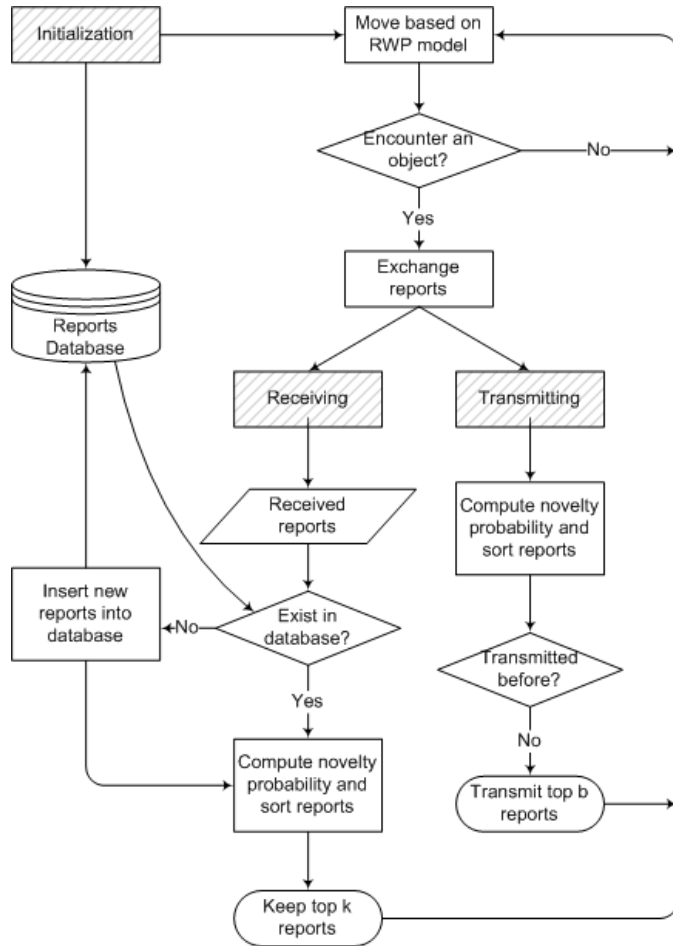 Initialization
Move based on
RWP model
Encounter an
object?
No
Yes
Exchange
reports
Reports
Database
Receiving
Transmitting
Received
reports
Compute novelty
probability and
sort reports
Insert new
reports into
database
No
Exist in
database?
Transmitted
before?
Yes
No
Compute novelty
probability and
sort reports
Transmit top b
reports
Keep top k
reports